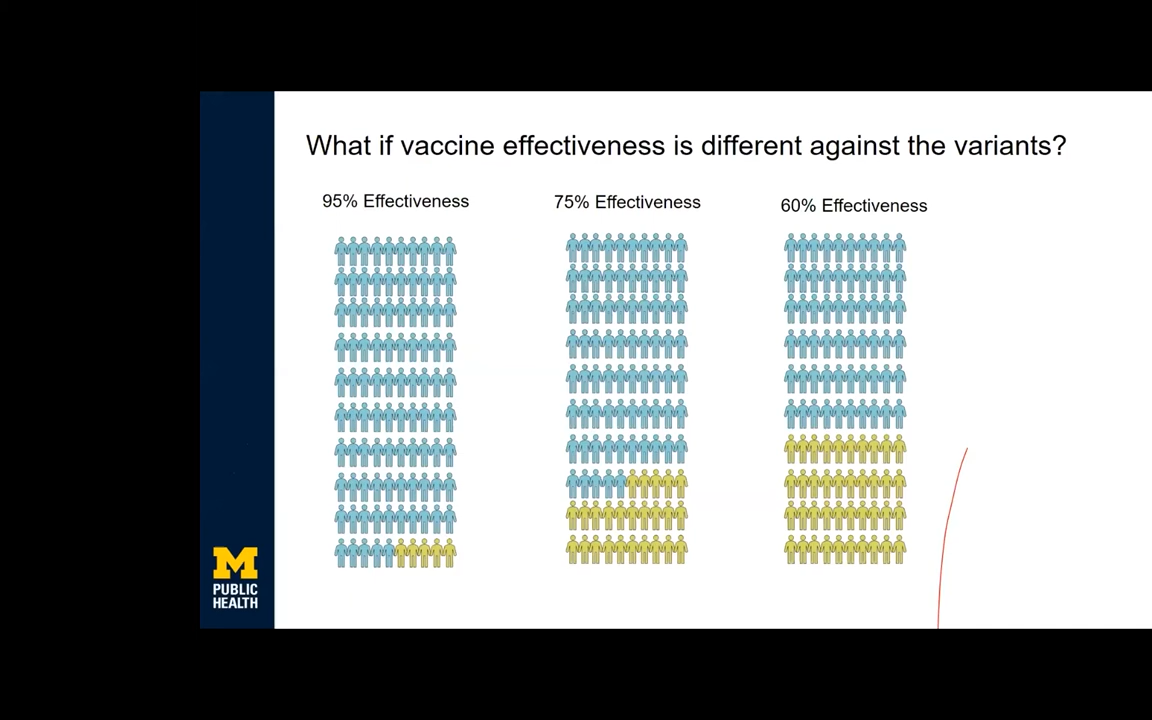 What if vaccine effectiveness is different against the variants?
95% Effectiveness
75% Effectiveness
60% Effectiveness
M
PUBLIC
HEALTH